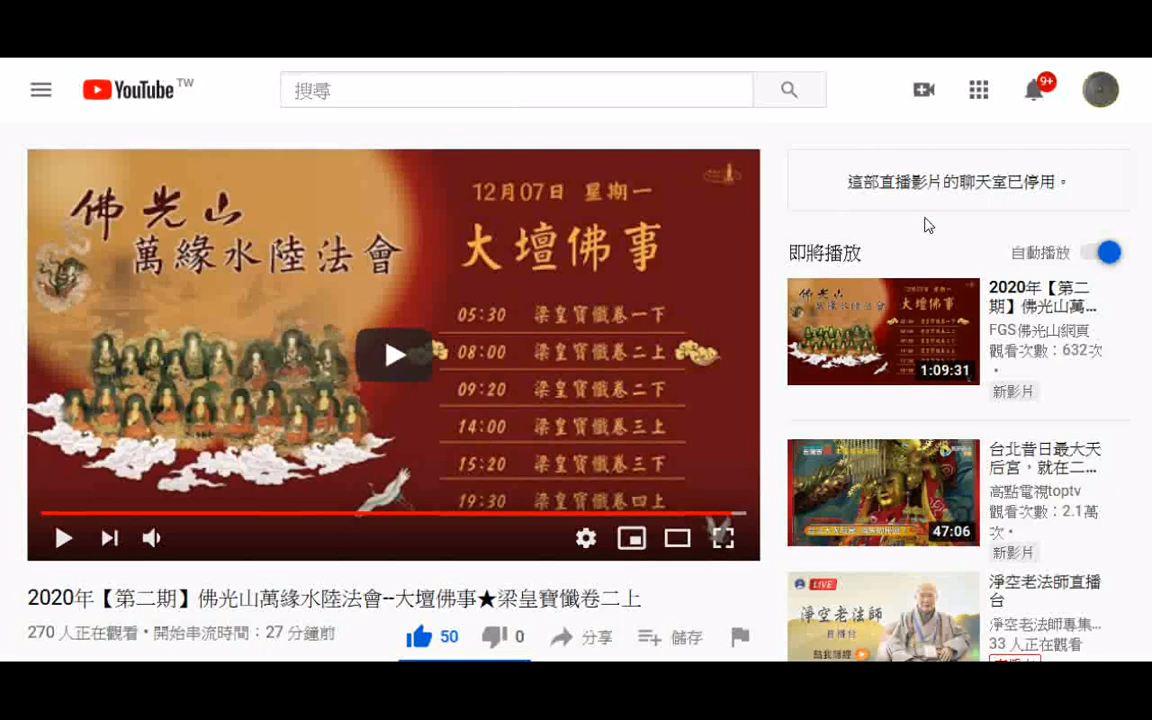 YouTube TW
搜尋
9+
佛光山
萬緣水陸法會
12月07日 星期一
大壇佛事
05:30 梁皇寶懺卷一下
08:00 梁皇寶懺卷二上
09:20 梁皇寶懺卷二下
14:00 梁皇寶懺卷三上
15:20 梁皇寶懺卷三下
19:30 梁皇寶懺卷四上
2020年【第二期】佛光山萬緣水陸法會--大壇佛事★梁皇寶懺卷二上
270 人正在觀看 • 開始串流時間：27 分鐘前
50
0
分享
儲存
這部直播影片的聊天室已停用。
即將播放
自動播放
佛光山
萬緣水陸法會
大壇佛事
1:09:31
2020年【第二
期】佛光山萬...
FGS佛光山網頁
觀看次數：632次
•
新影片
47:06
台北昔日最大天
后宮，就在二...
高點電視toptv
觀看次數：2.1萬
次 •
新影片
LIVE
淨空老法師
淨空老法師直播
台
淨空老法師專集...
33 人正在觀看